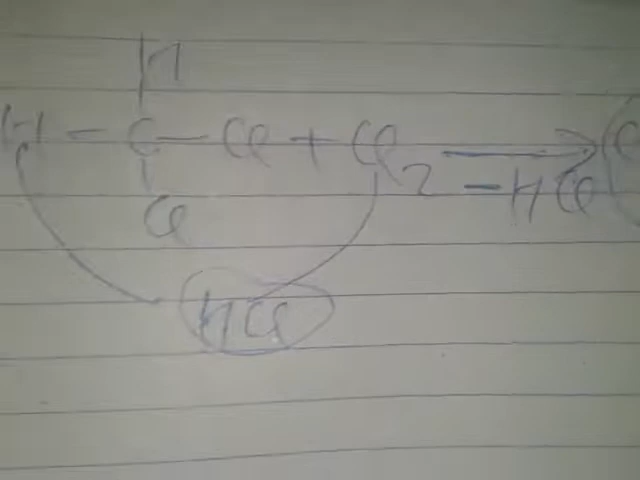 H
H - C - Cl + Cl2 → (C
- HCl
Cl
HCl